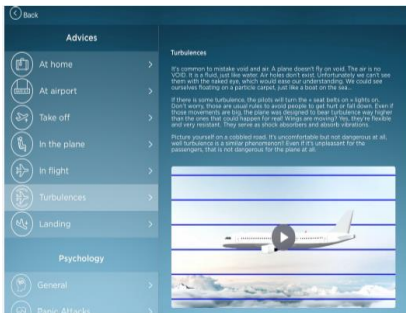 Back
Advices
At home
At airport
Take off
In the plane
In flight
Turbulences
Landing
Psychology
General
Panic Attacks
Turbulences
It's common to mistake void and air. A plane doesn't fly on void. The air is no
VOID. It is a fluid, just like water. Air holes don't exist. Unfortunately we can't see
them with the naked eye, which would ease our understanding. We could see
ourselves floating on a particle carpet, just like a boat on the sea...
If there is some turbulence, the pilots will turn the « seat belts on » lights on.
Don't worry, those are usual rules to avoid people to get hurt or fall down. Even if
those movements are big, the plane was designed to bear turbulence way higher
than the ones that could happen for real! Wings are moving? Yes, they're flexible
and very resistant. They serve as shock absorbers and absorb vibrations.
Picture yourself on a cobbled road. It's uncomfortable but not dangerous at all,
well turbulence is a similar phenomenon! Even if it's unpleasant for the
passengers, that is not dangerous for the plane at all.